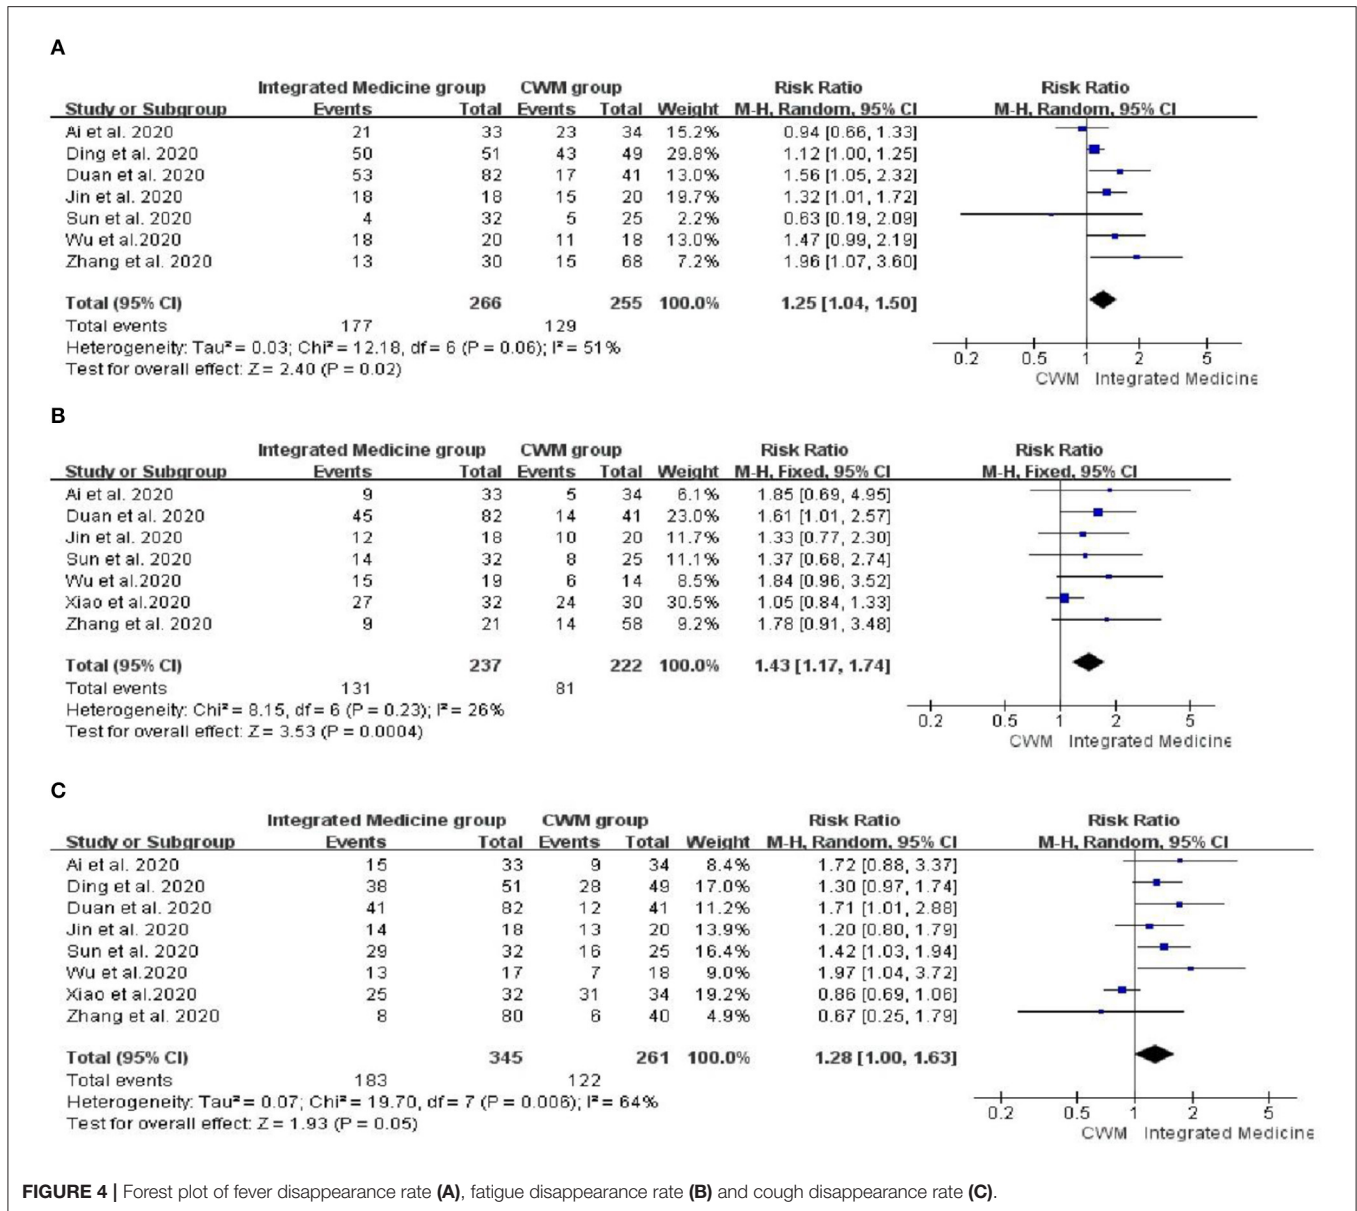 A
Integrated Medicine group CWM group Risk Ratio Risk Ratio
Study or Subgroup Events Total Events Total Weight M-H, Random, 95% CI M-H, Random, 95% CI
Ai et al. 2020 21 33 23 34 15.2% 0.94 [0.66, 1.33]
Ding et al. 2020 50 51 43 49 29.8% 1.12 [1.00, 1.25]
Duan et al. 2020 53 82 17 41 13.0% 1.56 [1.05, 2.32]
Jin et al. 2020 18 18 15 20 19.7% 1.32 [1.01, 1.72]
Sun et al. 2020 4 32 5 25 2.2% 0.63 [0.19, 2.09]
Wu et al.2020 18 20 11 18 13.0% 1.47 [0.99, 2.19]
Zhang et al. 2020 13 30 15 68 7.2% 1.96 [1.07, 3.60]
Total (95% CI) 266 255 100.0% 1.25 [1.04, 1.50]
Total events 177 129
Heterogeneity: Tau² = 0.03; Chi² = 12.18, df = 6 (P = 0.06); I² = 51%
Test for overall effect: Z = 2.40 (P = 0.02)
0.2 0.5 1 2 5
CWM Integrated Medicine
B
Integrated Medicine group CWM group Risk Ratio Risk Ratio
Study or Subgroup Events Total Events Total Weight M-H, Fixed, 95% CI M-H, Fixed, 95% CI
Ai et al. 2020 9 33 5 34 6.1% 1.85 [0.69, 4.95]
Duan et al. 2020 45 82 14 41 23.0% 1.61 [1.01, 2.57]
Jin et al. 2020 12 18 10 20 11.7% 1.33 [0.77, 2.30]
Sun et al. 2020 14 32 8 25 11.1% 1.37 [0.68, 2.74]
Wu et al.2020 15 19 6 14 8.5% 1.84 [0.96, 3.52]
Xiao et al.2020 27 32 24 30 30.5% 1.05 [0.84, 1.33]
Zhang et al. 2020 9 21 14 58 9.2% 1.78 [0.91, 3.48]
Total (95% CI) 237 222 100.0% 1.43 [1.17, 1.74]
Total events 131 81
Heterogeneity: Chi² = 8.15, df = 6 (P = 0.23); I² = 26%
Test for overall effect: Z = 3.53 (P = 0.0004)
0.2 0.5 1 2 5
CWM Integrated Medicine
C
Integrated Medicine group CWM group Risk Ratio Risk Ratio
Study or Subgroup Events Total Events Total Weight M-H, Random, 95% CI M-H, Random, 95% CI
Ai et al. 2020 15 33 9 34 8.4% 1.72 [0.88, 3.37]
Ding et al. 2020 38 51 28 49 17.0% 1.30 [0.97, 1.74]
Duan et al. 2020 41 82 12 41 11.2% 1.71 [1.01, 2.88]
Jin et al. 2020 14 18 13 20 13.9% 1.20 [0.80, 1.79]
Sun et al. 2020 29 32 16 25 16.4% 1.42 [1.03, 1.94]
Wu et al.2020 13 17 7 18 9.0% 1.97 [1.04, 3.72]
Xiao et al.2020 25 32 31 34 19.2% 0.86 [0.69, 1.06]
Zhang et al. 2020 8 80 6 40 4.9% 0.67 [0.25, 1.79]
Total (95% CI) 345 261 100.0% 1.28 [1.00, 1.63]
Total events 183 122
Heterogeneity: Tau² = 0.07; Chi² = 19.70, df = 7 (P = 0.006); I² = 64%
Test for overall effect: Z = 1.93 (P = 0.05)
0.2 0.5 1 2 5
CWM Integrated Medicine
FIGURE 4 | Forest plot of fever disappearance rate (A), fatigue disappearance rate (B) and cough disappearance rate (C).